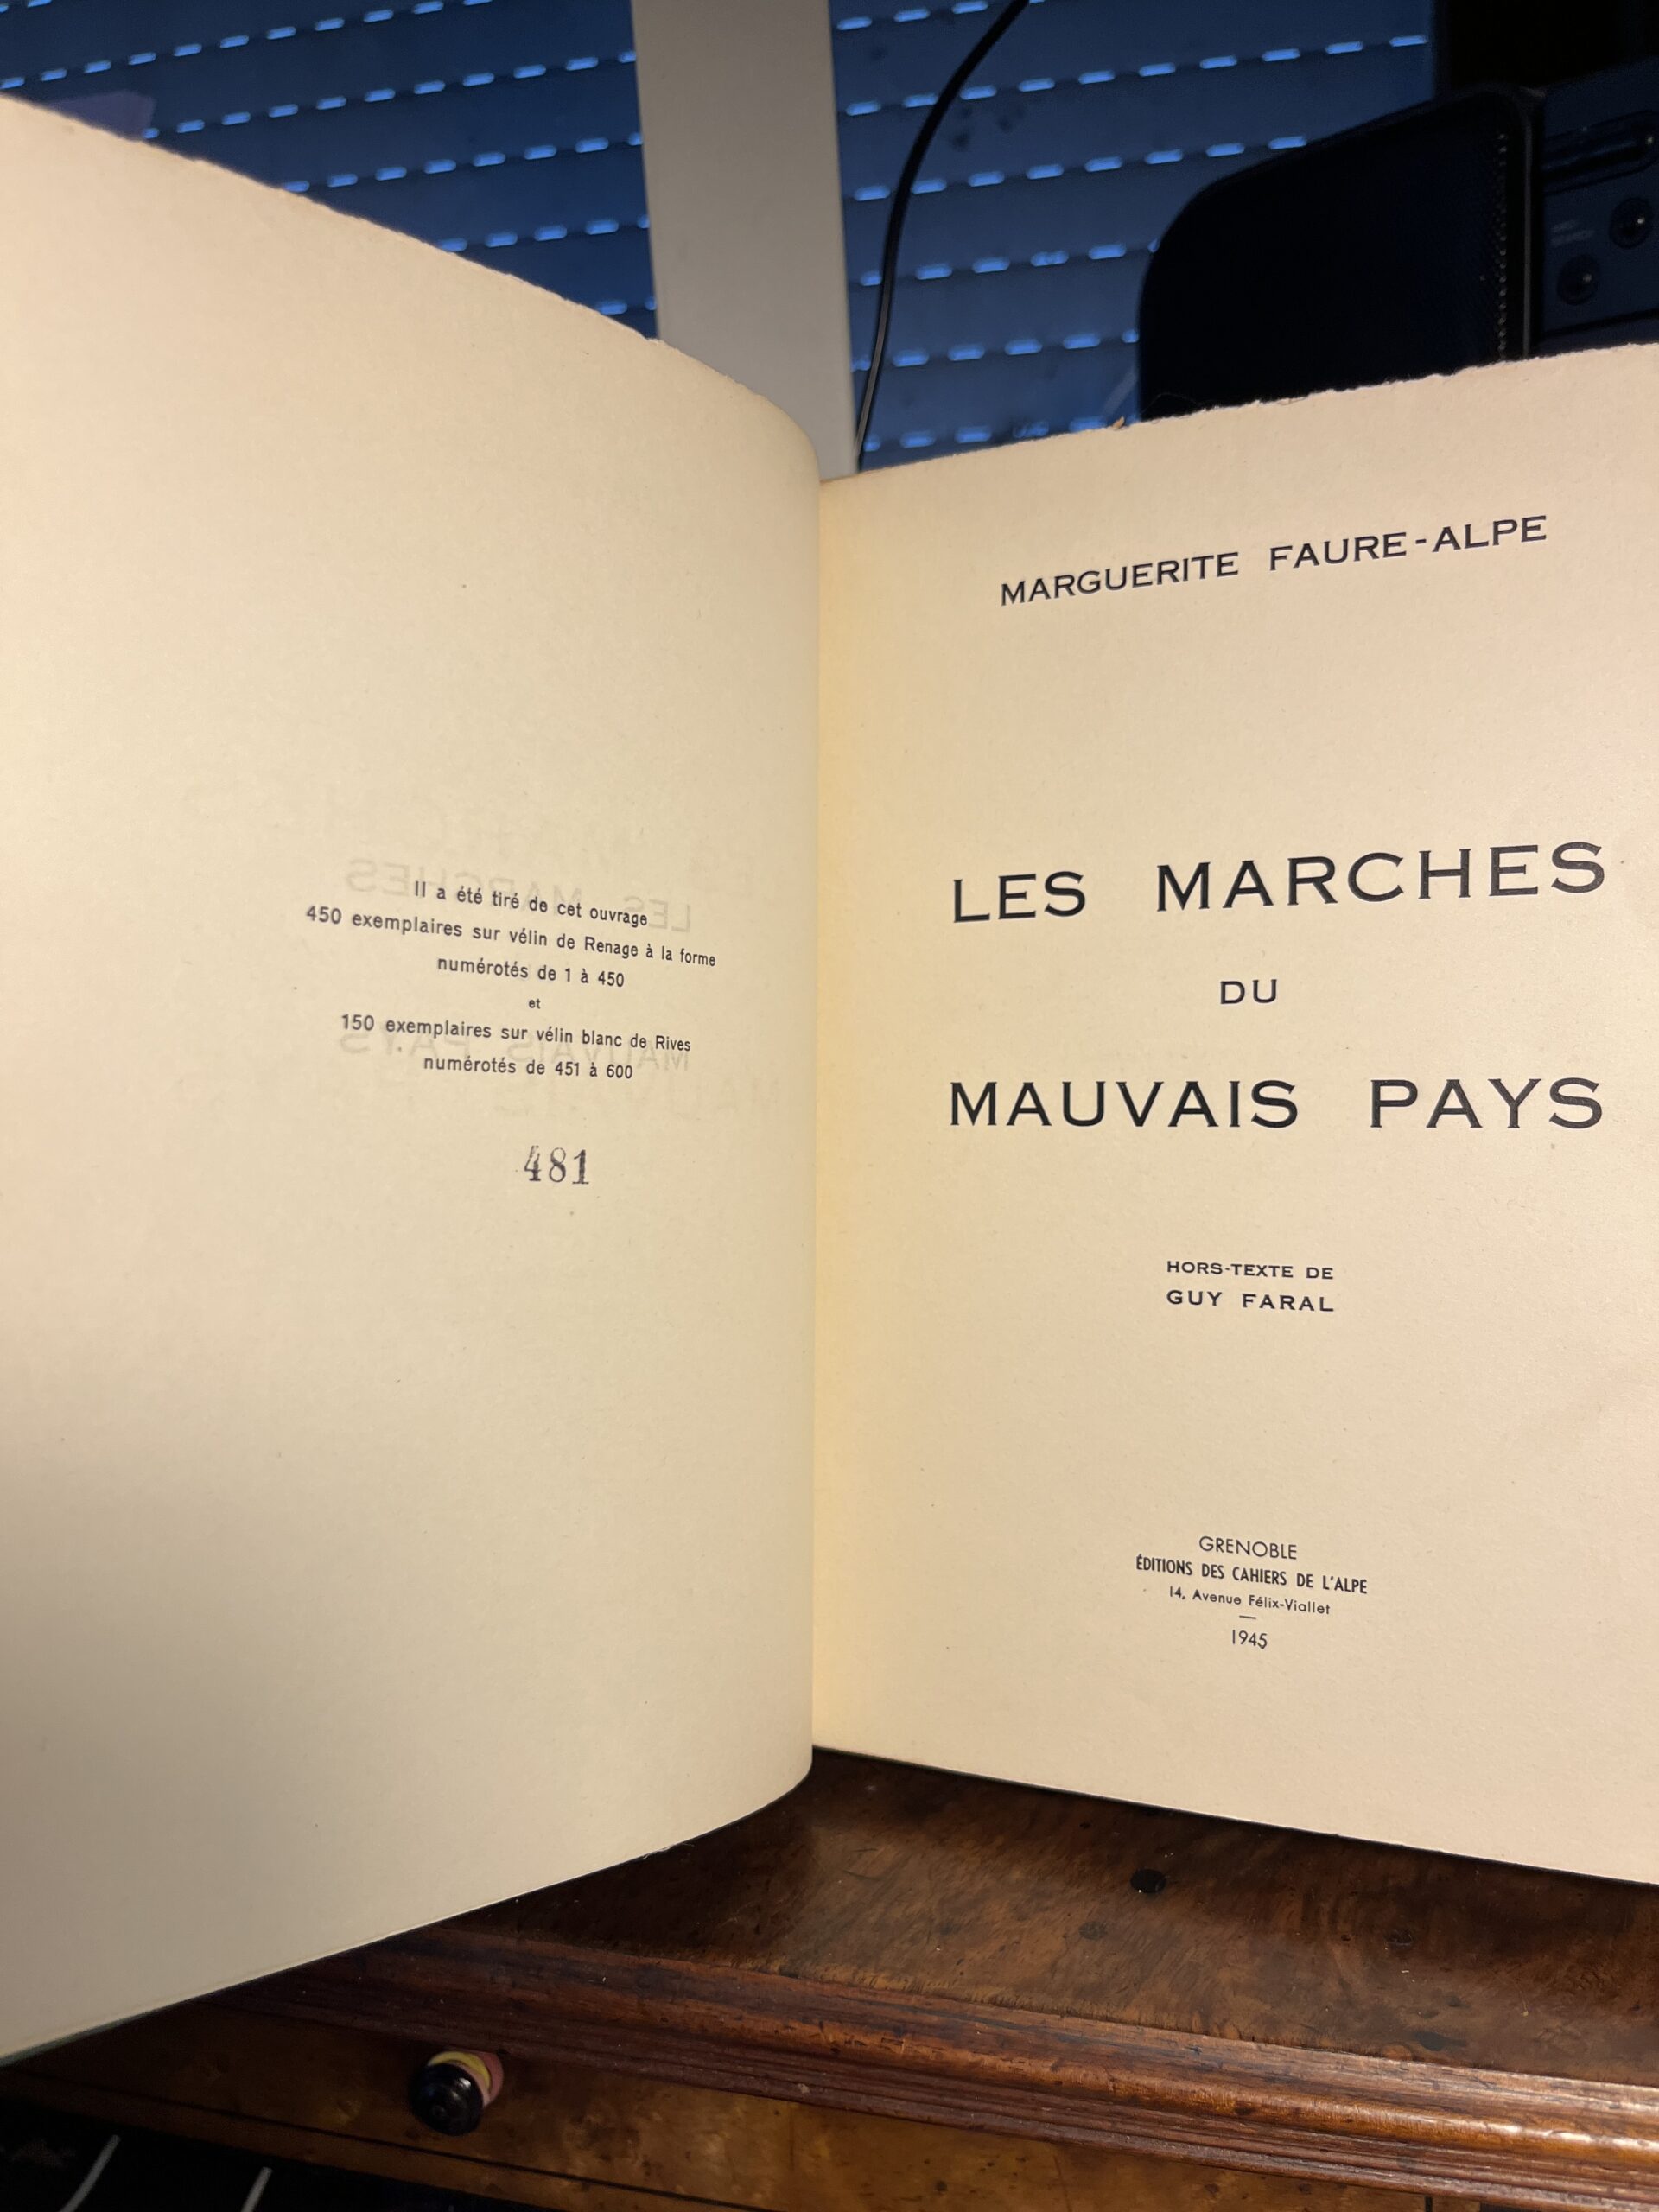 Il a été tiré de cet ouvrage
450 exemplaires sur vélin de Renage à la forme
numérotés de 1 à 450
et
150 exemplaires sur vélin blanc de Rives
numérotés de 451 à 600
481
MARGUERITE FAURE-ALPE
LES MARCHES
DU
MAUVAIS PAYS
HORS-TEXTE DE
GUY FARAL
GRENOBLE
ÉDITIONS DES CAHIERS DE L'ALPE
14, Avenue Félix-Viallet
1945